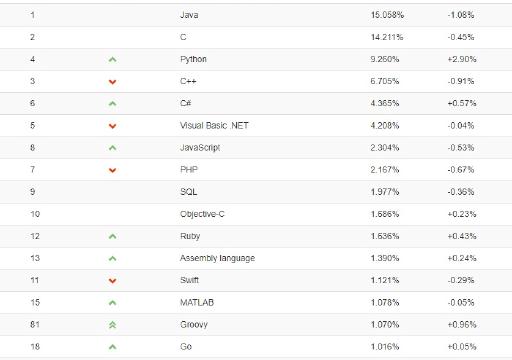 1 Java 15.058% -1.08%
2 C 14.211% -0.45%
4 Python 9.260% +2.90%
3 C++ 6.705% -0.91%
6 C# 4.365% +0.57%
5 Visual Basic .NET 4.208% -0.04%
8 JavaScript 2.304% -0.53%
7 PHP 2.167% -0.67%
9 SQL 1.977% -0.36%
10 Objective-C 1.686% +0.23%
12 Ruby 1.636% +0.43%
13 Assembly language 1.390% +0.24%
11 Swift 1.121% -0.29%
15 MATLAB 1.078% -0.05%
81 Groovy 1.070% +0.96%
18 Go 1.016% +0.05%